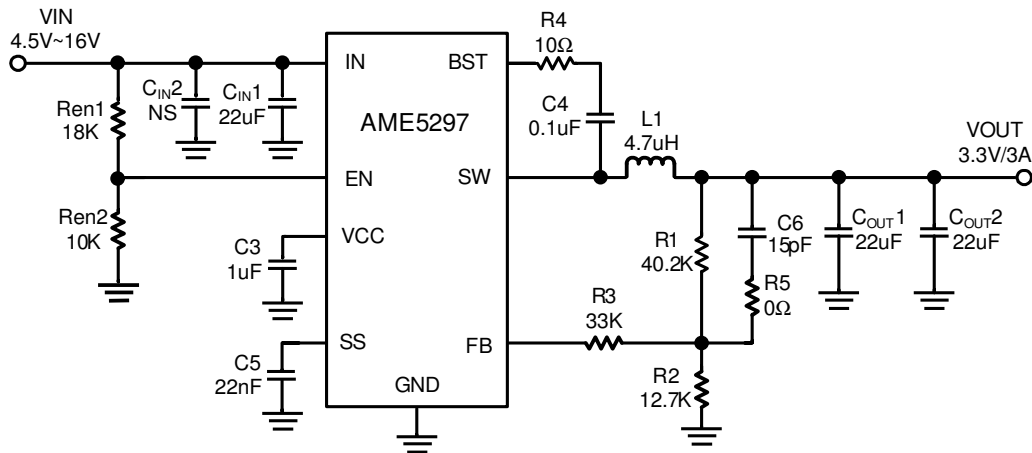 VIN
4.5V~16V
Ren1
18K
CIN2
NS
CIN1
22uF
Ren2
10K
C3
1uF
C5
22nF
IN
BST
AME5297
EN
SW
VCC
SS
FB
GND
R4
10Ω
C4
0.1uF
L1
4.7uH
VOUT
3.3V/3A
R1
40.2K
C6
15pF
COUT1
22uF
COUT2
22uF
R5
0Ω
R3
33K
R2
12.7K